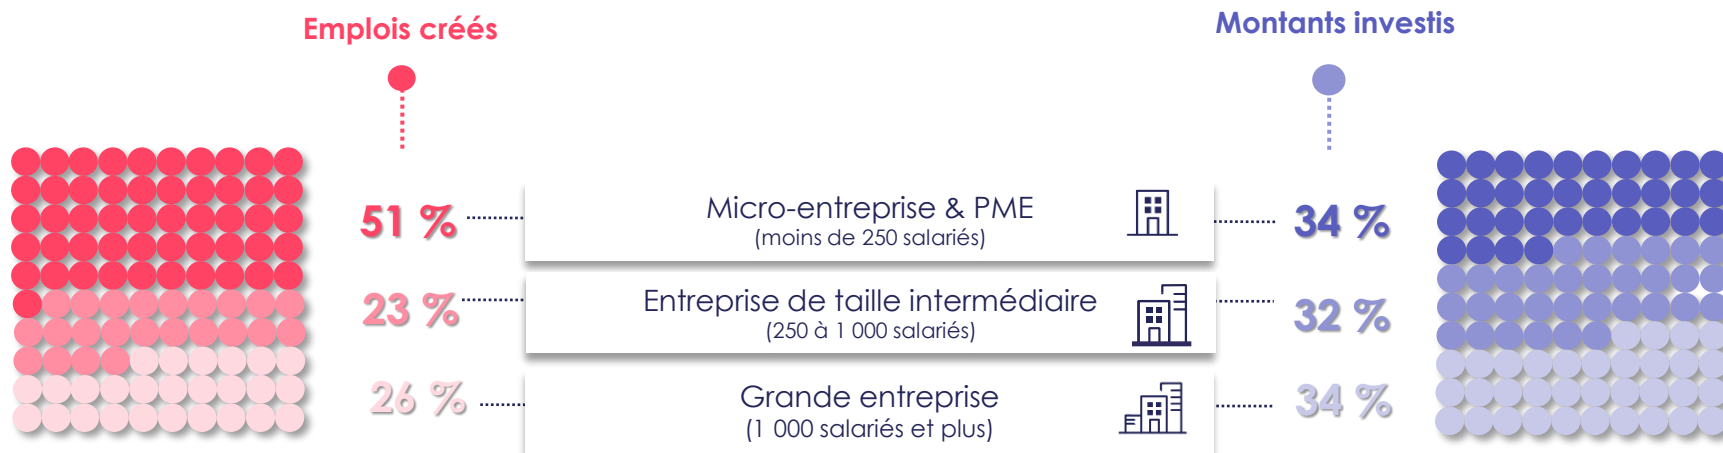 Emplois créés
Montants investis
51 %
Micro-entreprise & PME
(moins de 250 salariés)
34 %
23 %
Entreprise de taille intermédiaire
(250 à 1 000 salariés)
32 %
26 %
Grande entreprise
(1 000 salariés et plus)
34 %